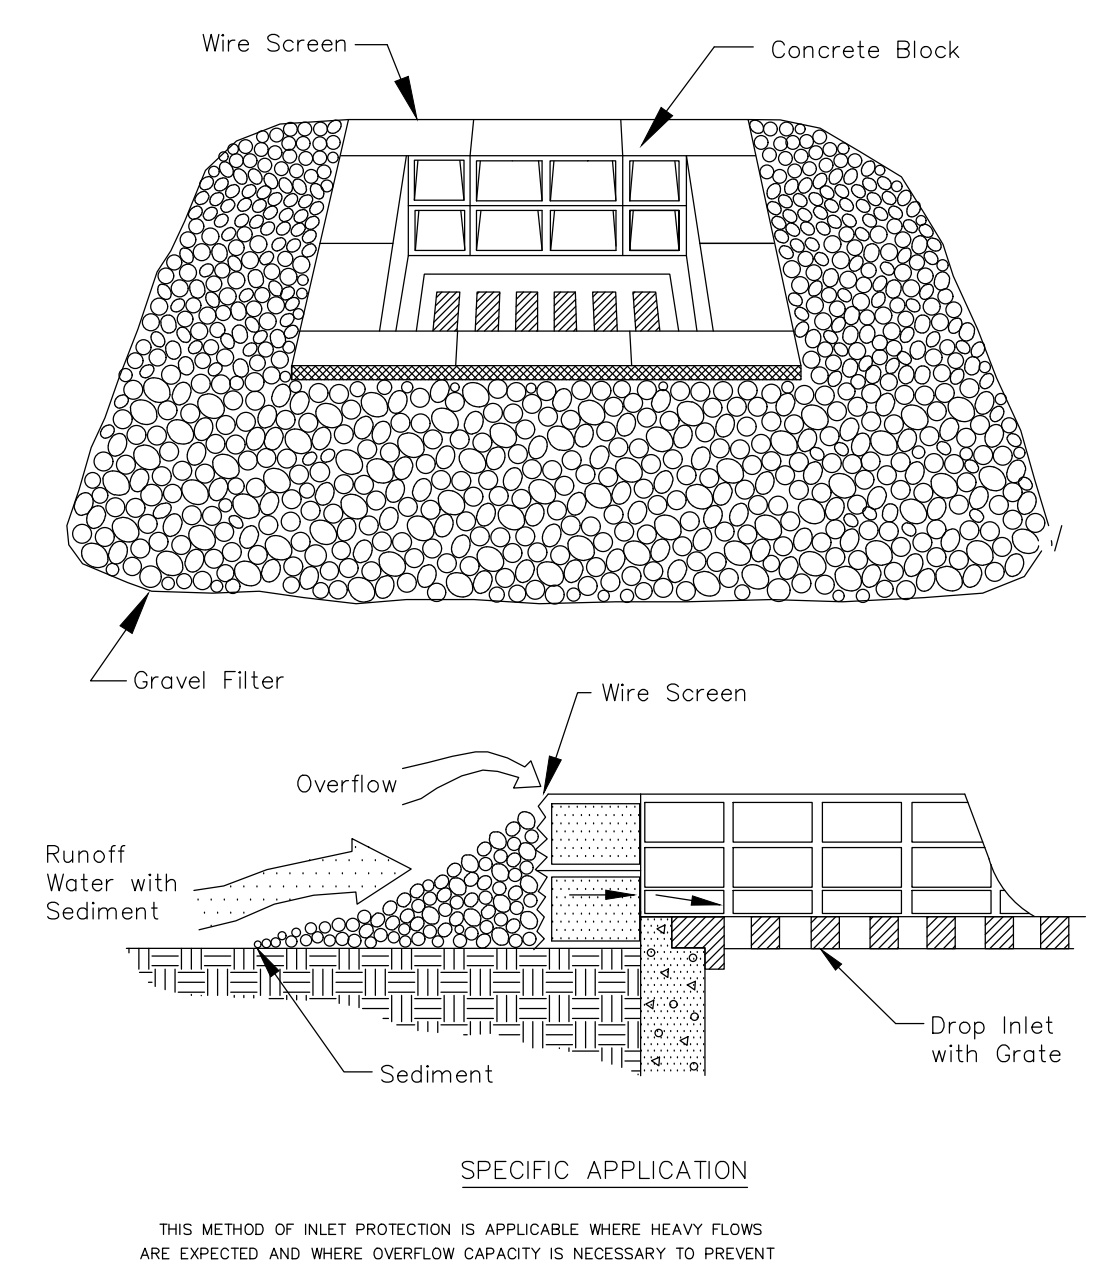 Wire Screen
Concrete Block
Gravel Filter
Wire Screen
Overflow
Runoff
Water with
Sediment
Drop Inlet
with Grate
Sediment
SPECIFIC APPLICATION
THIS METHOD OF INLET PROTECTION IS APPLICABLE WHERE HEAVY FLOWS
ARE EXPECTED AND WHERE OVERFLOW CAPACITY IS NECESSARY TO PREVENT